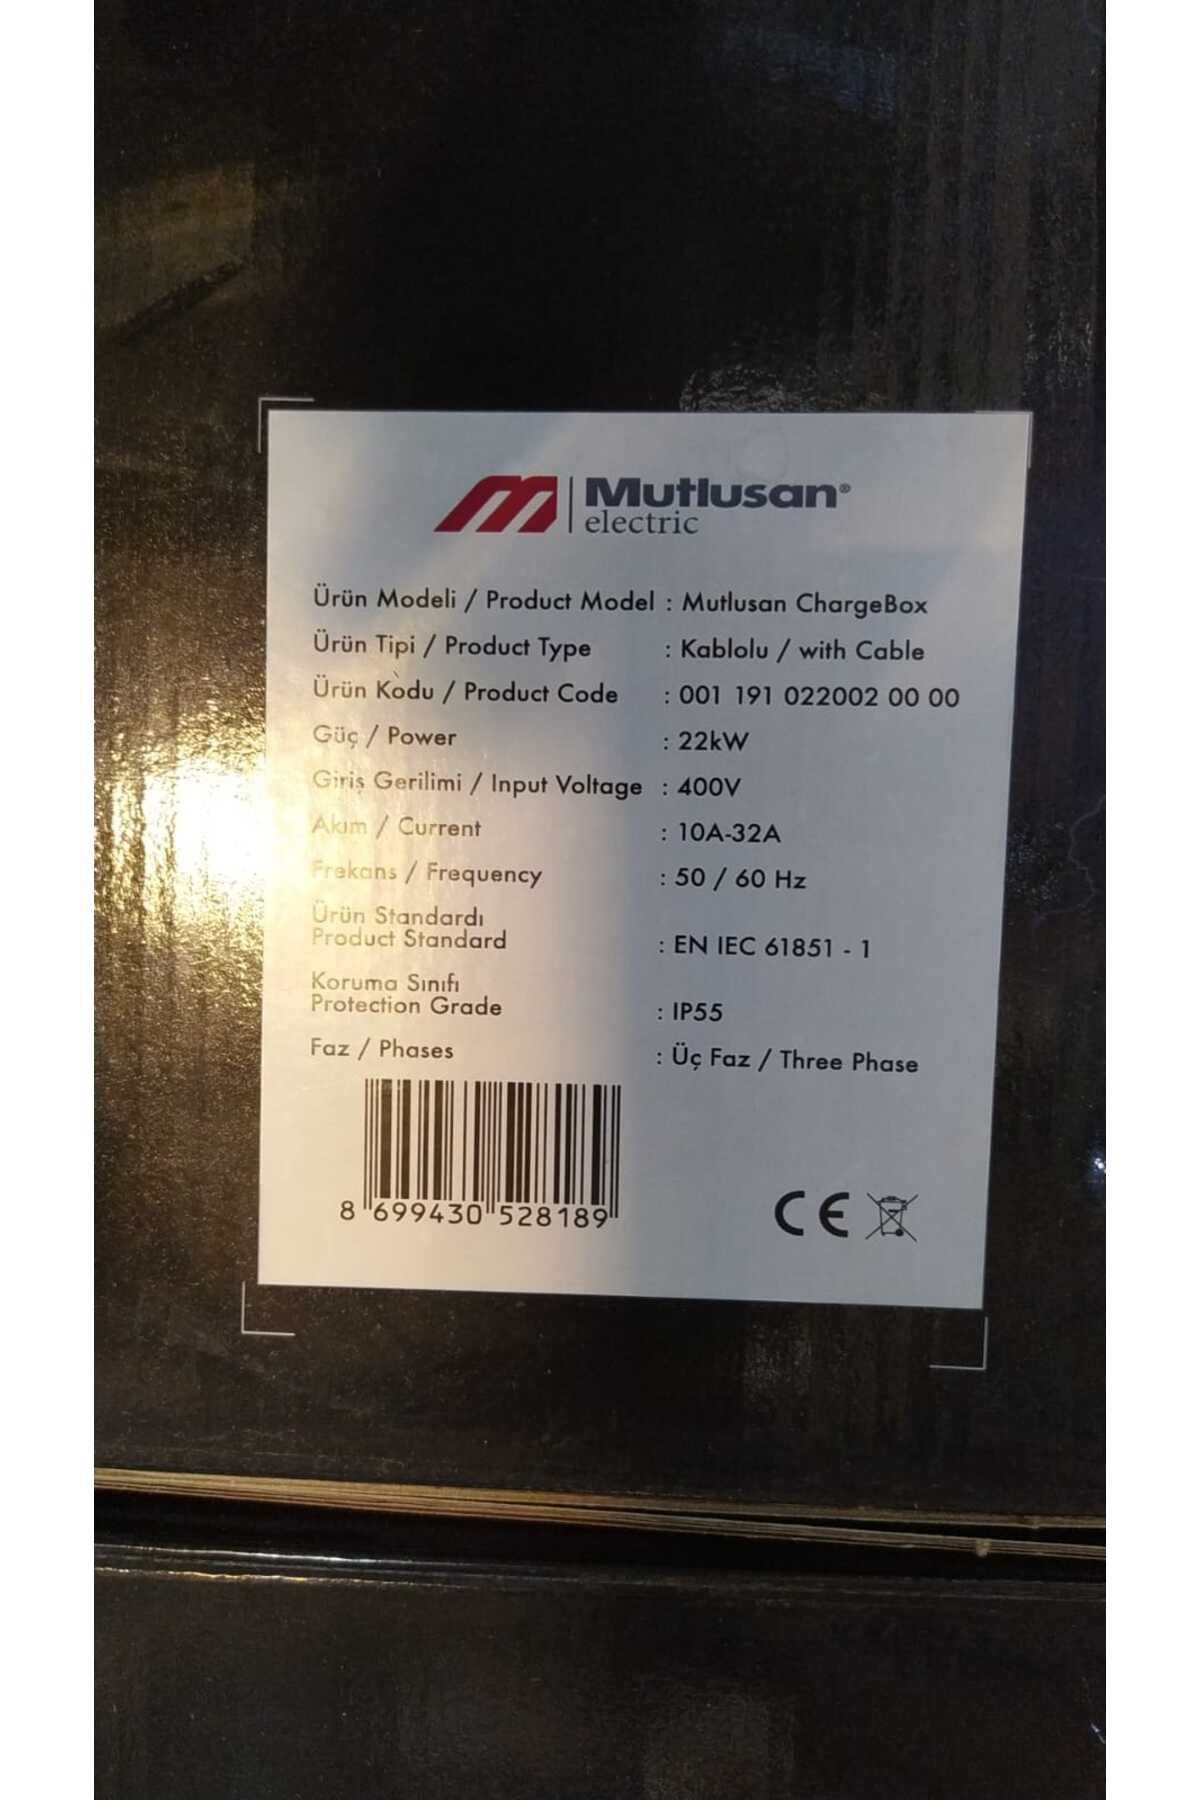 Mutlusan®
electric
Ürün Modeli / Product Model : Mutlusan ChargeBox
Ürün Tipi / Product Type : Kablolu / with Cable
Ürün Kodu / Product Code : 001 191 022002 00 00
Güç / Power : 22kW
Giriş Gerilimi / Input Voltage : 400V
Akım / Current : 10A-32A
Frekans / Frequency : 50 / 60 Hz
Ürün Standardı
Product Standard : EN IEC 61851 - 1
Koruma Sınıfı
Protection Grade : IP55
Faz / Phases : Üç Faz / Three Phase
8 699430 528189
CE